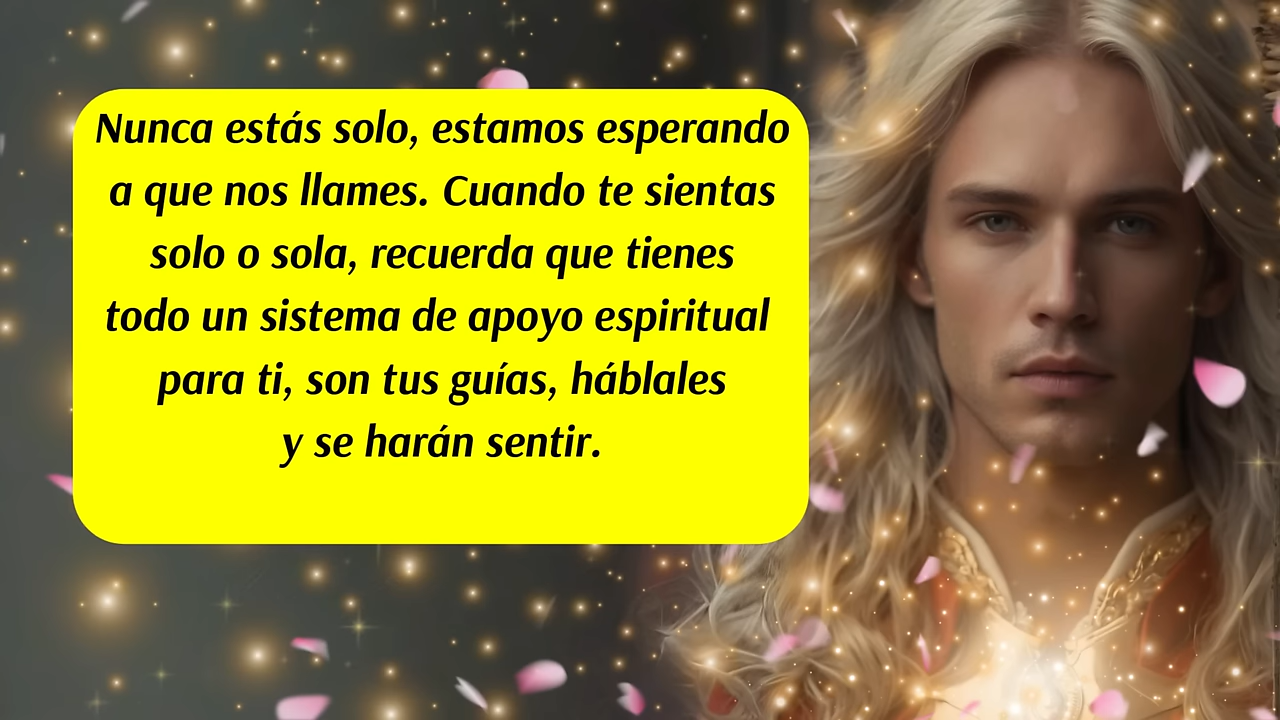 Nunca estás solo, estamos esperando
a que nos llames. Cuando te sientas
solo o sola, recuerda que tienes
todo un sistema de apoyo espiritual
para ti, son tus guías, háblales
y se harán sentir.